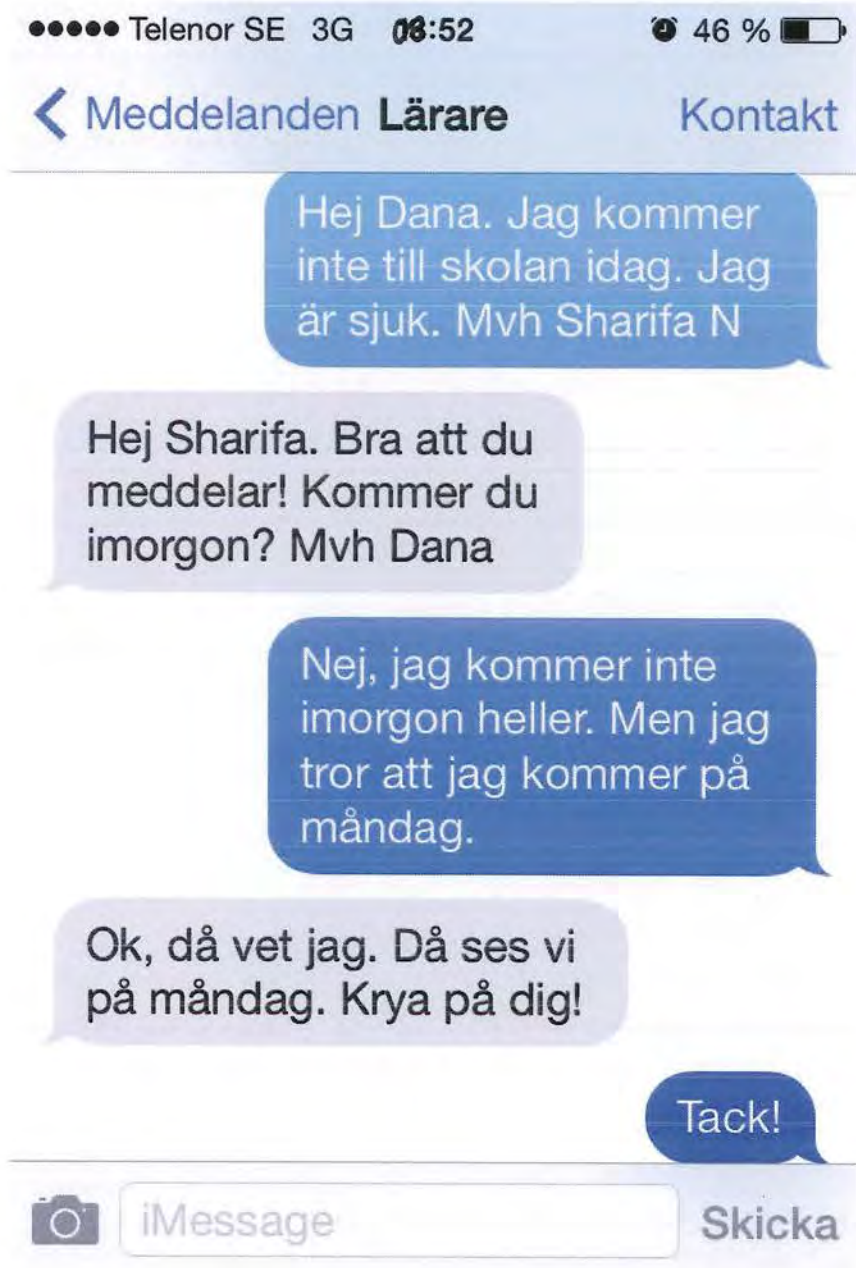 Telenor SE 3G :52 46 %
Meddelanden Lärare Kontakt
Hej Dana. Jag kommer
inte till skolan idag. Jag
är sjuk. Mvh Sharifa N
Hej Sharifa. Bra att du
meddelar! Kommer du
imorgon? Mvh Dana
Nej, jag kommer inte
imorgon heller. Men jag
tror att jag kommer på
måndag.
Ok, då vet jag. Då ses vi
på måndag. Krya på dig!
Tack!
iMessage Skicka